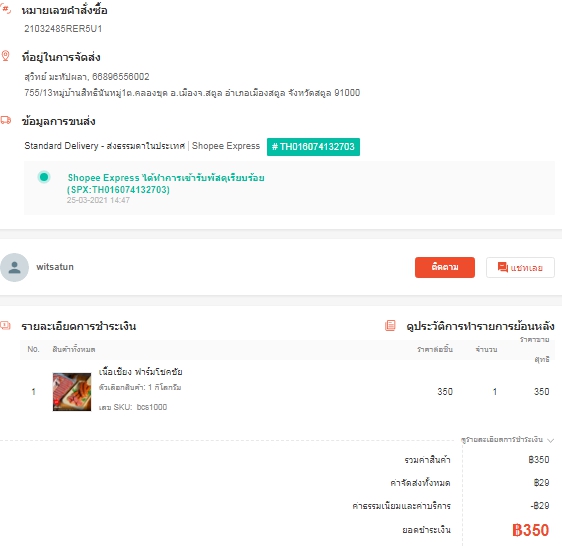 หมายเลขคำสั่งซื้อ
21032485RER5U1
ที่อยู่ในการจัดส่ง
สุวิทย์ มะหัปผลา, 66896556002
755/13หมู่บ้านสิทธินันหมู่1ต.คลองขุด อ.เมืองจ.สตูล อำเภอเมืองสตูล จังหวัดสตูล 91000
ข้อมูลการขนส่ง
Standard Delivery - ส่งธรรมดาในประเทศ | Shopee Express # TH016074132703
Shopee Express ได้ทำการเข้ารับพัสดุเรียบร้อย
(SPX:TH016074132703)
25-03-2021 14:47
witsatun
ติดตาม
แชทเลย
รายละเอียดการชำระเงิน
ดูประวัติการทำรายการย้อนหลัง
No. สินค้าทั้งหมด ราคาต่อชิ้น จำนวน ราคาขายสุทธิ
1 เนื้อเซียง ฟาร์มโชคชัย 350 1 350
ตัวเลือกสินค้า: 1 กิโลกรัม
เลข SKU: bcs1000
ดูรายละเอียดการชำระเงิน
รวมค่าสินค้า ฿350
ค่าจัดส่งทั้งหมด ฿29
ค่าธรรมเนียมและค่าบริการ -฿29
ยอดชำระเงิน ฿350